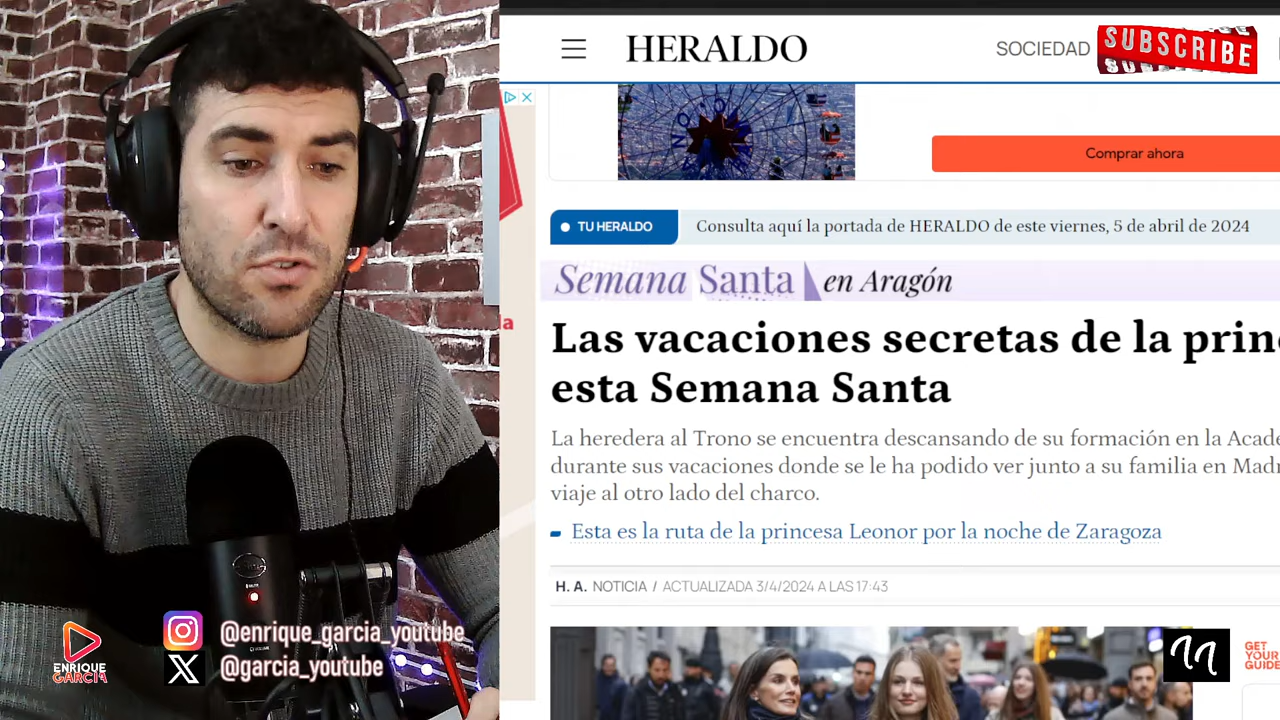 HERALDO
SOCIEDAD
SUBSCRIBE
Comprar ahora
TU HERALDO
Consulta aquí la portada de HERALDO de este viernes, 5 de abril de 2024
Semana Santa en Aragón
Las vacaciones secretas de la
esta Semana Santa
La heredera al Trono se encuentra descansando de su formación en la
durante sus vacaciones donde se le ha podido ver junto a su familia en
viaje al otro lado del charco.
Esta es la ruta de la princesa Leonor por la noche de Zaragoza
H. A. NOTICIA / ACTUALIZADA 3/4/2024 A LAS 17:43
@enrique_garcia_youtube
@garcia_youtube
ENRIQUE
GARCIA
GET
YOUR
GUIDE